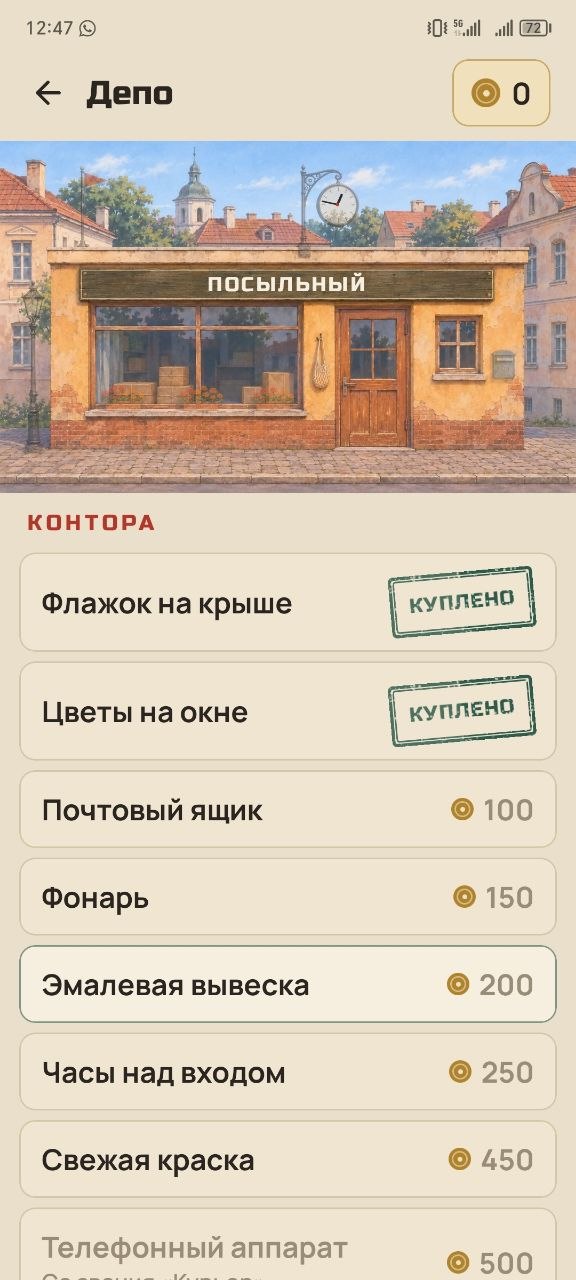 12:47
5G
72
Депо
0
ПОСЫЛЬНЫЙ
КОНТОРА
Флажок на крыше
КУПЛЕНО
Цветы на окне
КУПЛЕНО
Почтовый ящик
100
Фонарь
150
Эмалевая вывеска
200
Часы над входом
250
Свежая краска
450
Телефонный аппарат
500